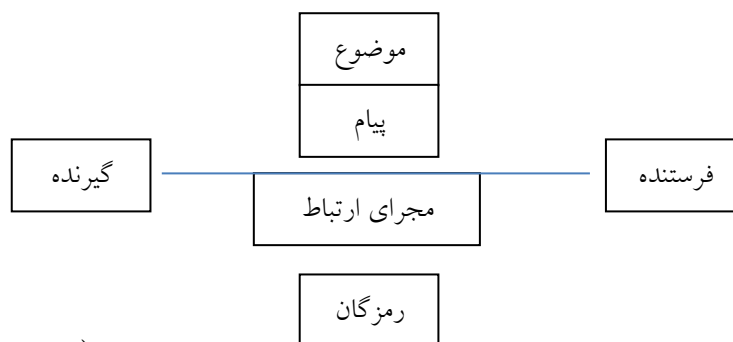 موضوع
پیام
فرستنده
گیرنده
مجرای ارتباط
رمزگان